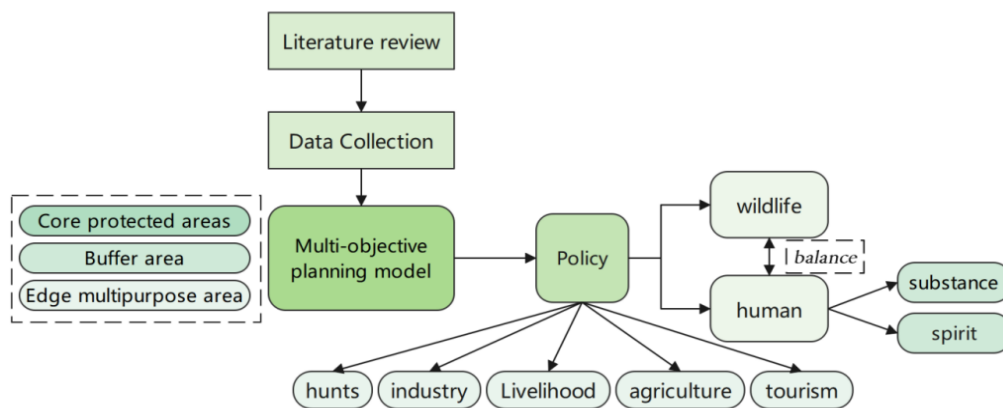 Literature review
Data Collection
Core protected areas
Buffer area
Edge multipurpose area
Multi-objective
planning model
Policy
wildlife
balance
human
substance
spirit
hunts
industry
Livelihood
agriculture
tourism